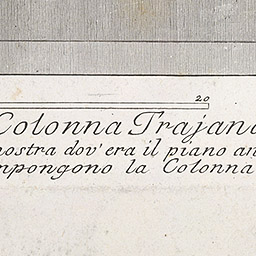 20
Colonna Trajana
mostra dov' era il piano an
mpongono la Colonna